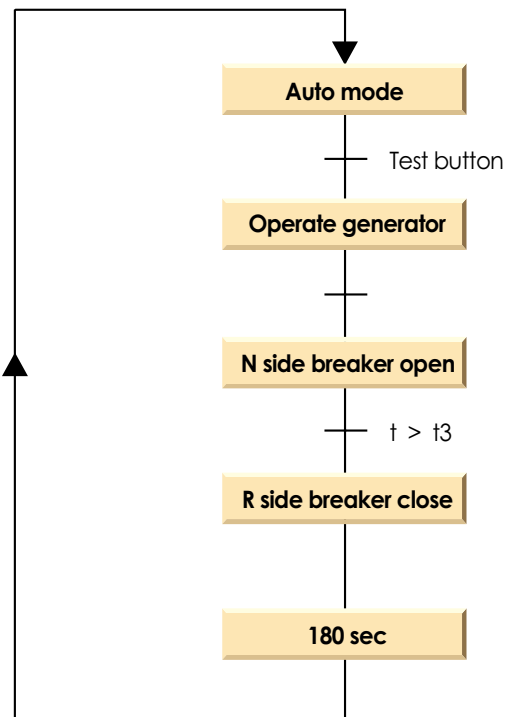 Auto mode
Test button
Operate generator
N side breaker open
t > t3
R side breaker close
180 sec